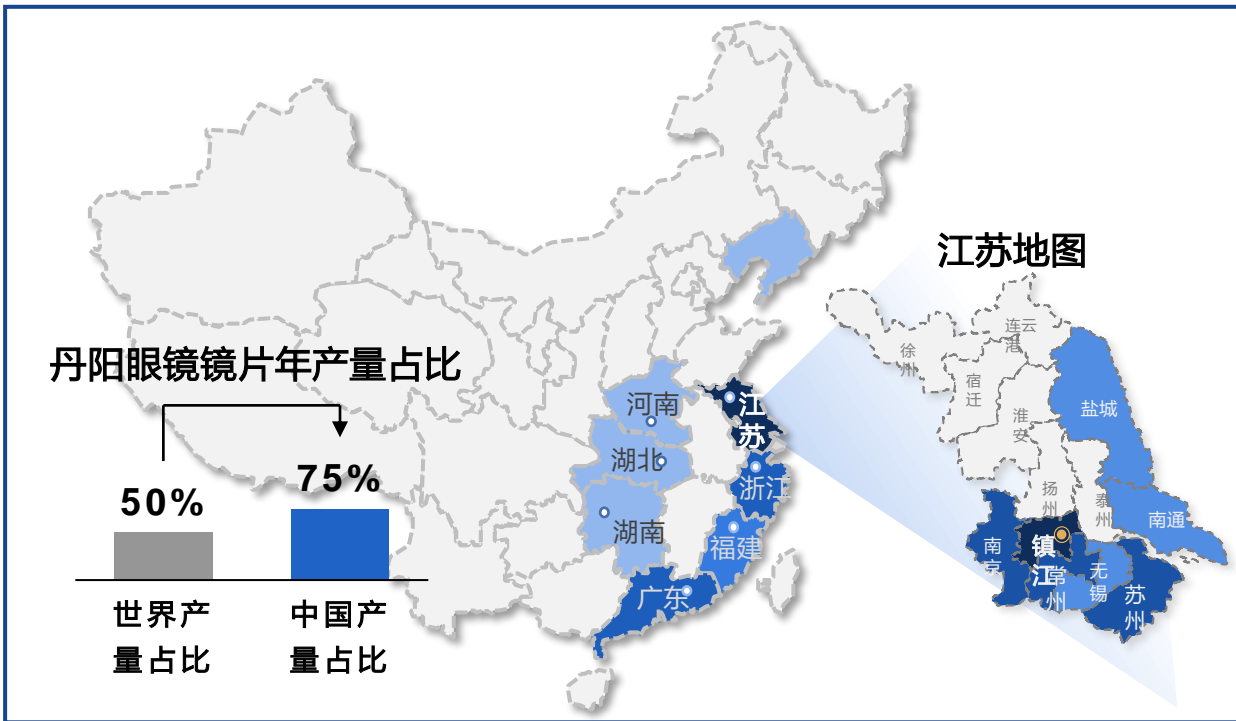 江苏地图
丹阳眼镜镜片年产量占比
50%
75%
世界产
量占比
中国产
量占比
河南
江
苏
湖北
浙江
湖南
福建
广东
连云
港
徐
州
宿
迁
淮
安
盐城
扬
州
泰
州
南通
南
京
镇
江
常
州
无
锡
苏
州